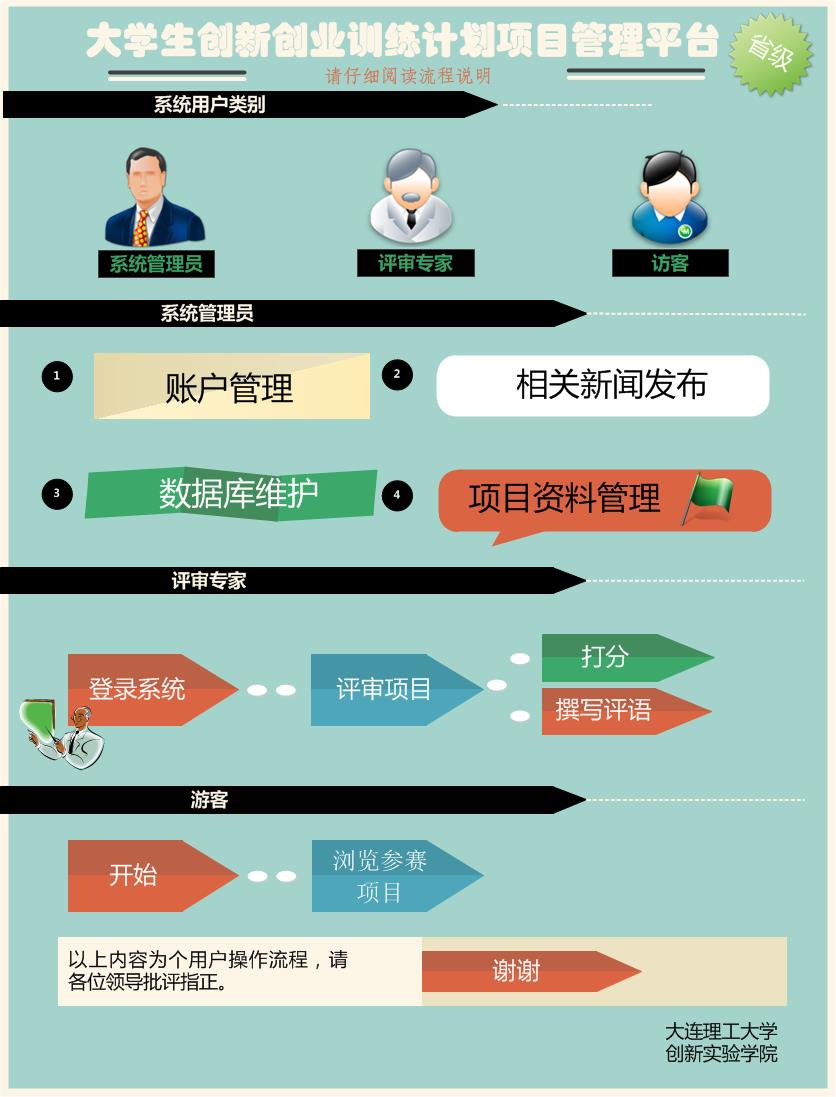 大学生创新创业训练计划项目管理平台
省级
请仔细阅读流程说明
系统用户类别
系统管理员
评审专家
访客
系统管理员
1
账户管理
2
相关新闻发布
3
数据库维护
4
项目资料管理
评审专家
登录系统
评审项目
打分
撰写评语
游客
开始
浏览参赛
项目
以上内容为个用户操作流程，请
各位领导批评指正。
谢谢
大连理工大学
创新实验学院